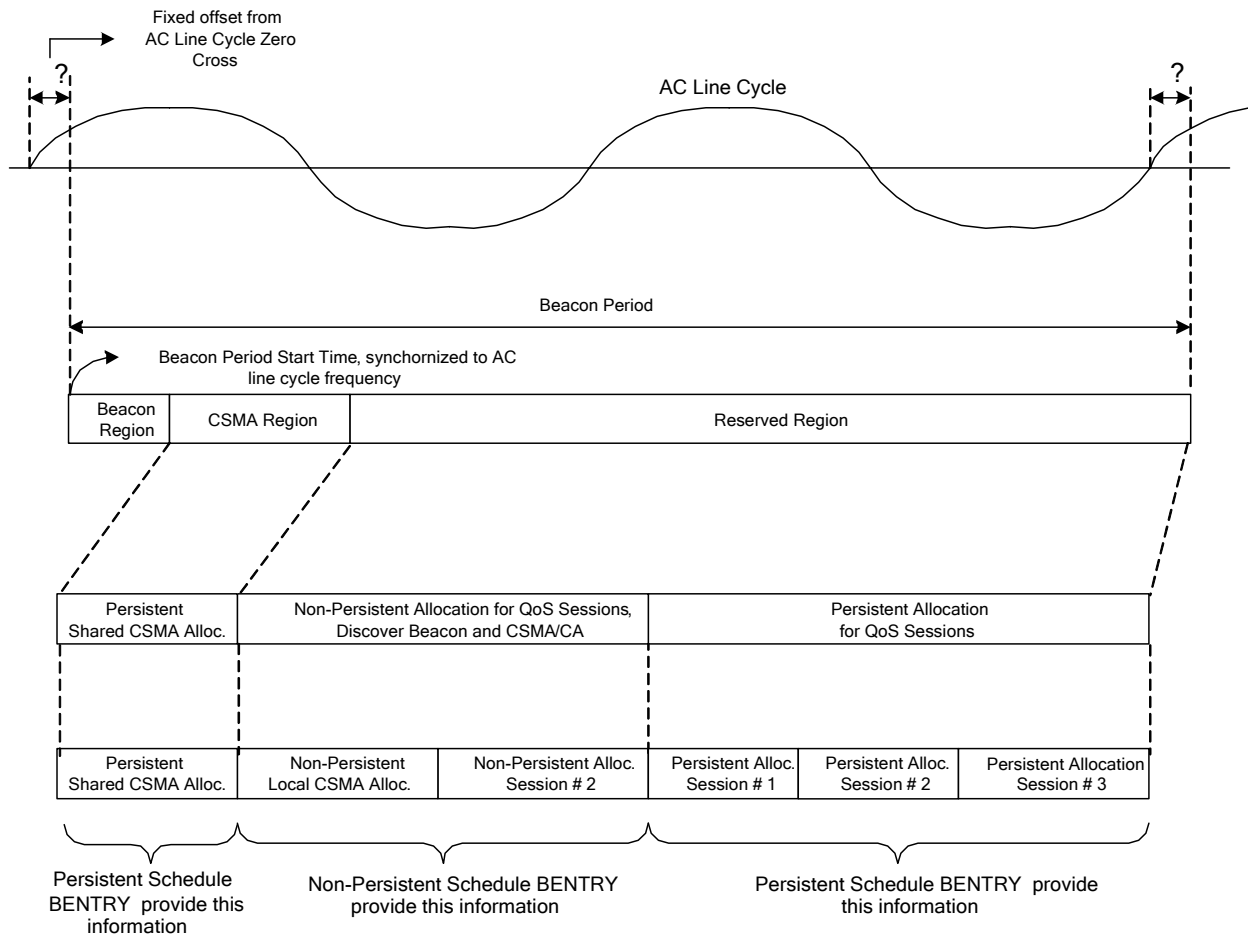 Fixed offset from
AC Line Cycle Zero
Cross
?
AC Line Cycle
?
Beacon Period
Beacon Period Start Time, synchornized to AC
line cycle frequency
Beacon
Region
CSMA Region
Reserved Region
Persistent
Shared CSMA Alloc.
Non-Persistent Allocation for QoS Sessions,
Discover Beacon and CSMA/CA
Persistent Allocation
for QoS Sessions
Persistent
Shared CSMA Alloc.
Non-Persistent
Local CSMA Alloc.
Non-Persistent Alloc.
Session # 2
Persistent Alloc.
Session # 1
Persistent Alloc.
Session # 2
Persistent Allocation
Session # 3
Persistent Schedule
BENTRY provide this
information
Non-Persistent Schedule BENTRY
provide this information
Persistent Schedule BENTRY provide
this information